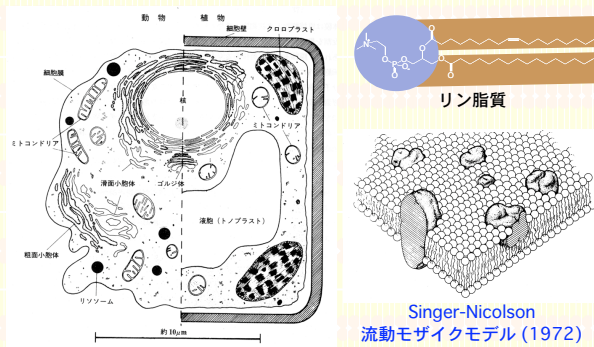 動物 植物
細胞壁
クロロプラスト
細胞膜
核
ミトコンドリア
ミトコンドリア
滑面小胞体
ゴルジ体
液胞(トノプラスト)
粗面小胞体
リソソーム
約10μm
N
O
O
P
O
O
O
O
O
リン脂質
Singer-Nicolson
流動モザイクモデル (1972)